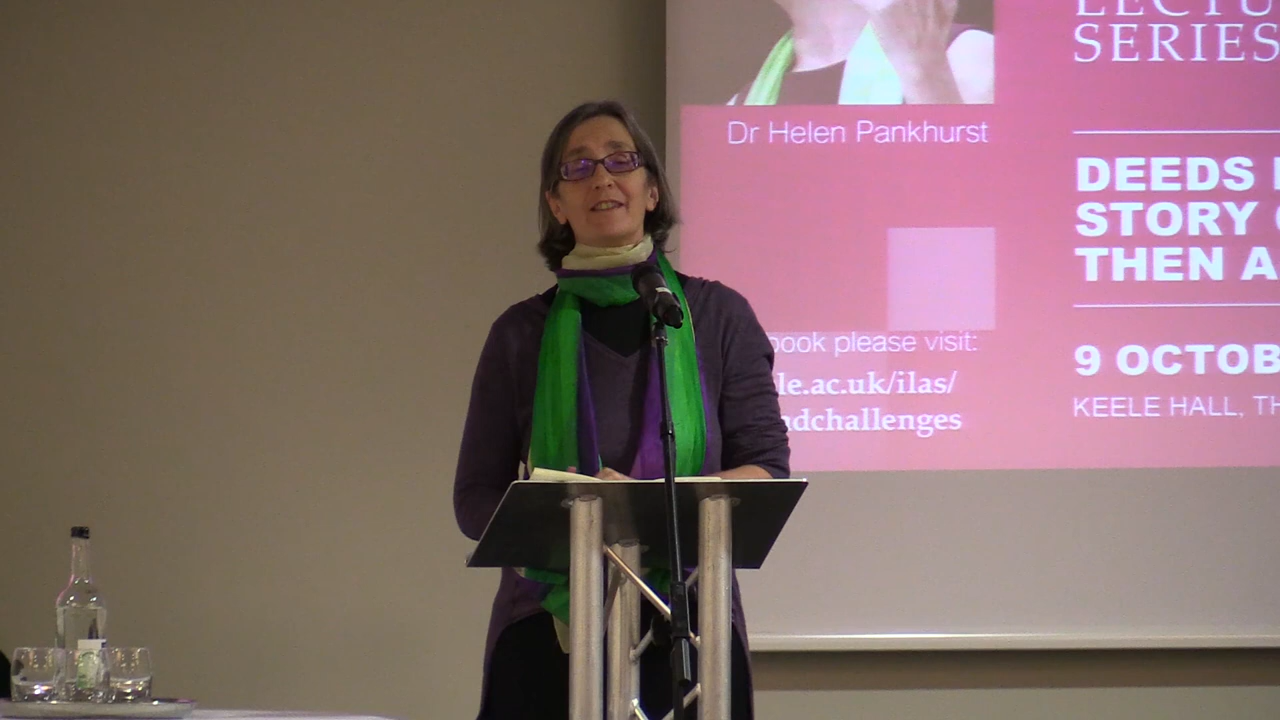 LECTU
SERIES
Dr Helen Pankhurst
DEEDS
STORY
THEN A
book please visit:
le.ac.uk/ilas/
ndchallenges
9 OCTOB
KEELE HALL, TH